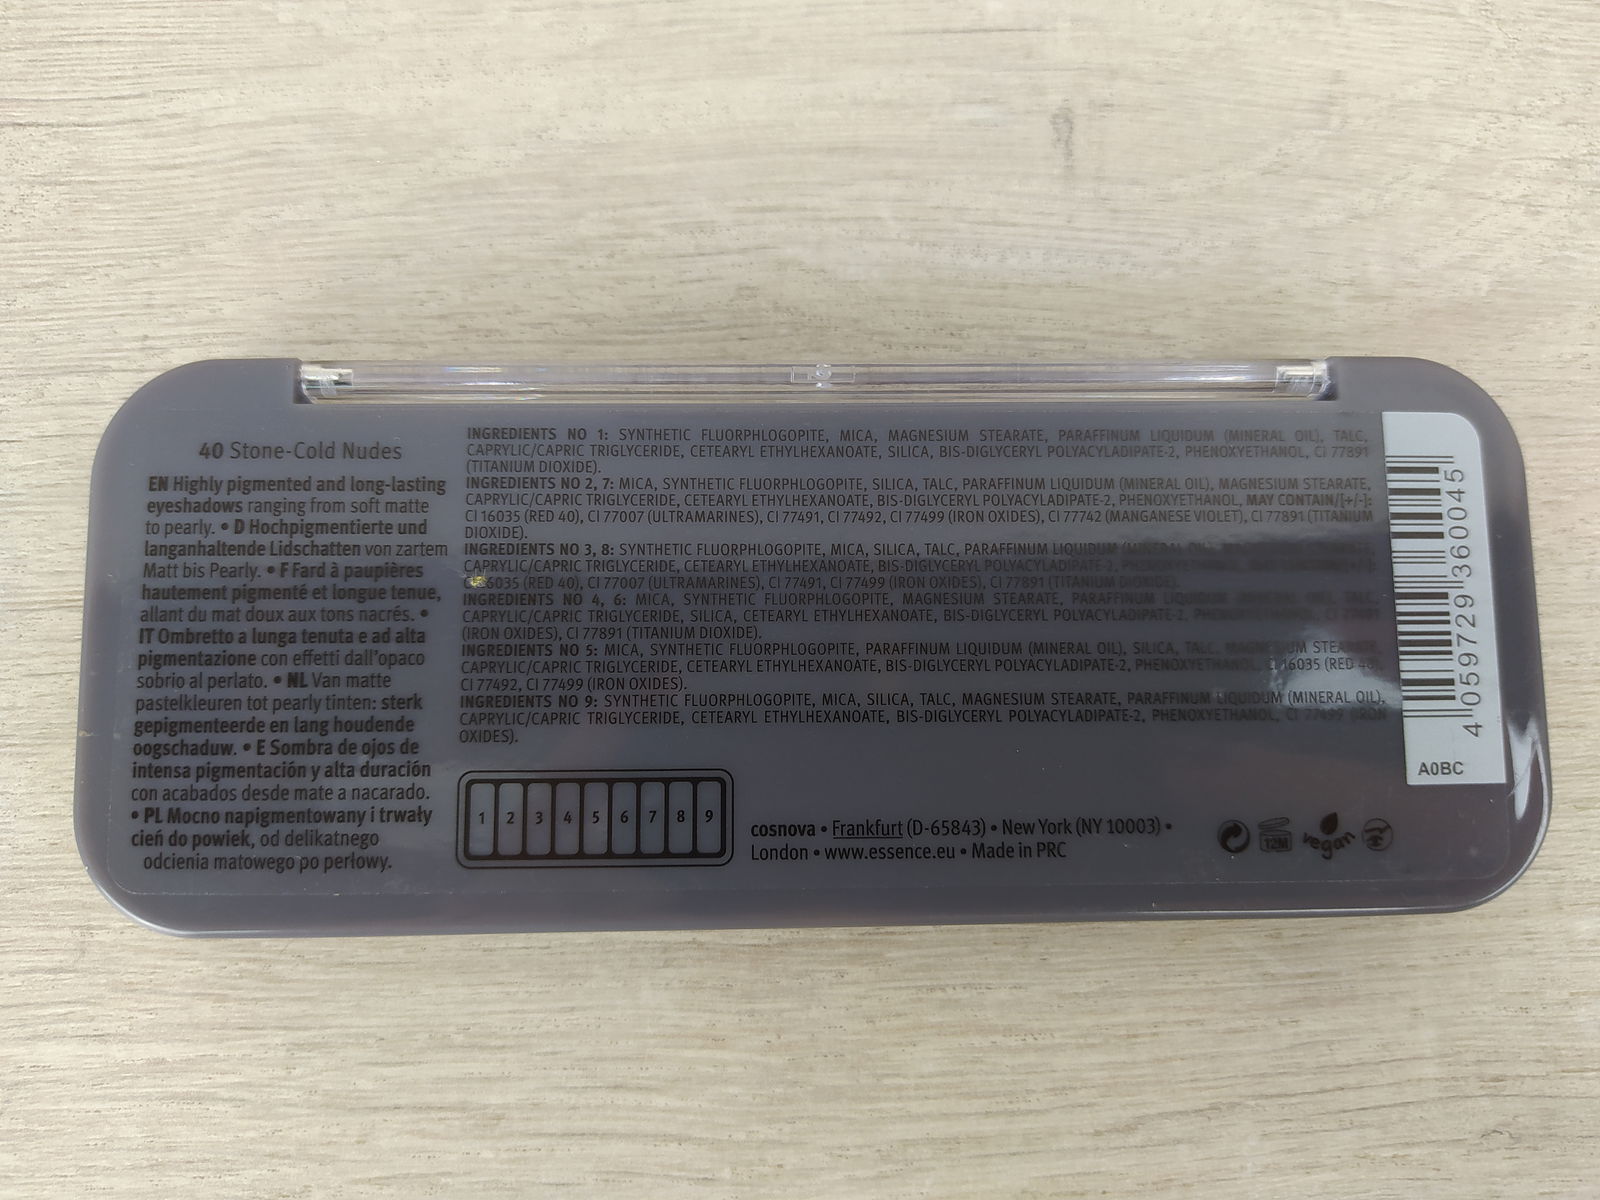 40 Stone-Cold Nudes
EN Highly pigmented and long-lasting
eyeshadows ranging from soft matte
to pearly. • D Hochpigmentierte und
langanhaltende Lidschatten von zartem
Matt bis Pearly. • F Fard à paupières
hautement pigmenté et longue tenue,
allant du mat doux aux tons nacrés. •
IT Ombretto a lunga tenuta e ad alta
pigmentazione con effetti dall'opaco
sobrio al perlato. • NL Van matte
pastelkleuren tot pearly tinten: sterk
gepigmenteerde en lang houdende
oogschaduw. • E Sombra de ojos de
intensa pigmentación y alta duración
con acabados desde mate a nacarado.
• PL Mocno napigmentowany i trwały
cień do powiek, od delikatnego
odcienia matowego po perłowy.
INGREDIENTS NO 1: SYNTHETIC FLUORPHLOGOPITE, MICA, MAGNESIUM STEARATE, PARAFFINUM LIQUIDUM (MINERAL OIL), TALC,
CAPRYLIC/CAPRIC TRIGLYCERIDE, CETEARYL ETHYLHEXANOATE, SILICA, BIS-DIGLYCERYL POLYACYLADIPATE-2, PHENOXYETHANOL, CI 77891
(TITANIUM DIOXIDE).
INGREDIENTS NO 2, 7: MICA, SYNTHETIC FLUORPHLOGOPITE, SILICA, TALC, PARAFFINUM LIQUIDUM (MINERAL OIL), MAGNESIUM STEARATE,
CAPRYLIC/CAPRIC TRIGLYCERIDE, CETEARYL ETHYLHEXANOATE, BIS-DIGLYCERYL POLYACYLADIPATE-2, PHENOXYETHANOL, MAY CONTAIN/[+/-]:
CI 16035 (RED 40), CI 77007 (ULTRAMARINES), CI 77491, CI 77492, CI 77499 (IRON OXIDES), CI 77742 (MANGANESE VIOLET), CI 77891 (TITANIUM
DIOXIDE).
INGREDIENTS NO 3, 8: SYNTHETIC FLUORPHLOGOPITE, MICA, SILICA, TALC, PARAFFINUM LIQUIDUM (MINERAL OIL),
CAPRYLIC/CAPRIC TRIGLYCERIDE, CETEARYL ETHYLHEXANOATE, BIS-DIGLYCERYL POLYACYLADIPATE-2, PHENOXYETHANOL,
(RED 40), CI 77007 (ULTRAMARINES), CI 77491, CI 77499 (IRON OXIDES), CI 77891 (TITANIUM DIOXIDE).
INGREDIENTS NO 4, 6: MICA, SYNTHETIC FLUORPHLOGOPITE, MAGNESIUM STEARATE, PARAFFINUM LIQUIDUM (MINERAL OIL), TALC,
CAPRYLIC/CAPRIC TRIGLYCERIDE, SILICA, CETEARYL ETHYLHEXANOATE, BIS-DIGLYCERYL POLYACYLADIPATE-2,
(IRON OXIDES), CI 77891 (TITANIUM DIOXIDE).
INGREDIENTS NO 5: MICA, SYNTHETIC FLUORPHLOGOPITE, PARAFFINUM LIQUIDUM (MINERAL OIL), SILICA, TALC, MAGNESIUM STEARATE,
CAPRYLIC/CAPRIC TRIGLYCERIDE, CETEARYL ETHYLHEXANOATE, BIS-DIGLYCERYL POLYACYLADIPATE-2, PHENOXYETHANOL, CI 16035 (RED 40),
CI 77492, CI 77499 (IRON OXIDES).
INGREDIENTS NO 9: SYNTHETIC FLUORPHLOGOPITE, MICA, SILICA, TALC, MAGNESIUM STEARATE, PARAFFINUM LIQUIDUM (MINERAL OIL),
CAPRYLIC/CAPRIC TRIGLYCERIDE, CETEARYL ETHYLHEXANOATE, BIS-DIGLYCERYL POLYACYLADIPATE-2, PHENOXYETHANOL, CI 77499 (IRON
OXIDES).
1 2 3 4 5 6 7 8 9
cosnova • Frankfurt (D-65843) • New York (NY 10003) •
London • www.essence.eu • Made in PRC
12M
vegan
4 059729 360045
A0BC